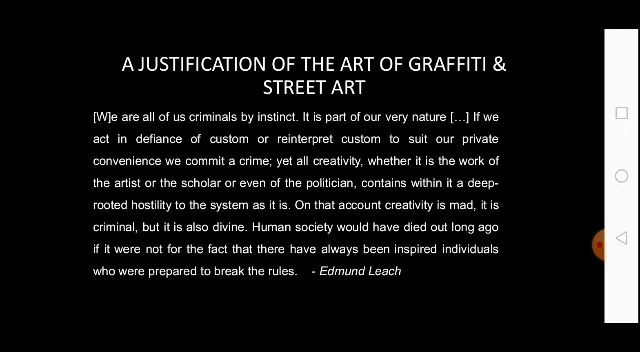 A JUSTIFICATION OF THE ART OF GRAFFITI &
STREET ART
[W]e are all of us criminals by instinct. It is part of our very nature […] If we
act in defiance of custom or reinterpret custom to suit our private
convenience we commit a crime; yet all creativity, whether it is the work of
the artist or the scholar or even of the politician, contains within it a deep-
rooted hostility to the system as it is. On that account creativity is mad, it is
criminal, but it is also divine. Human society would have died out long ago
if it were not for the fact that there have always been inspired individuals
who were prepared to break the rules. - Edmund Leach